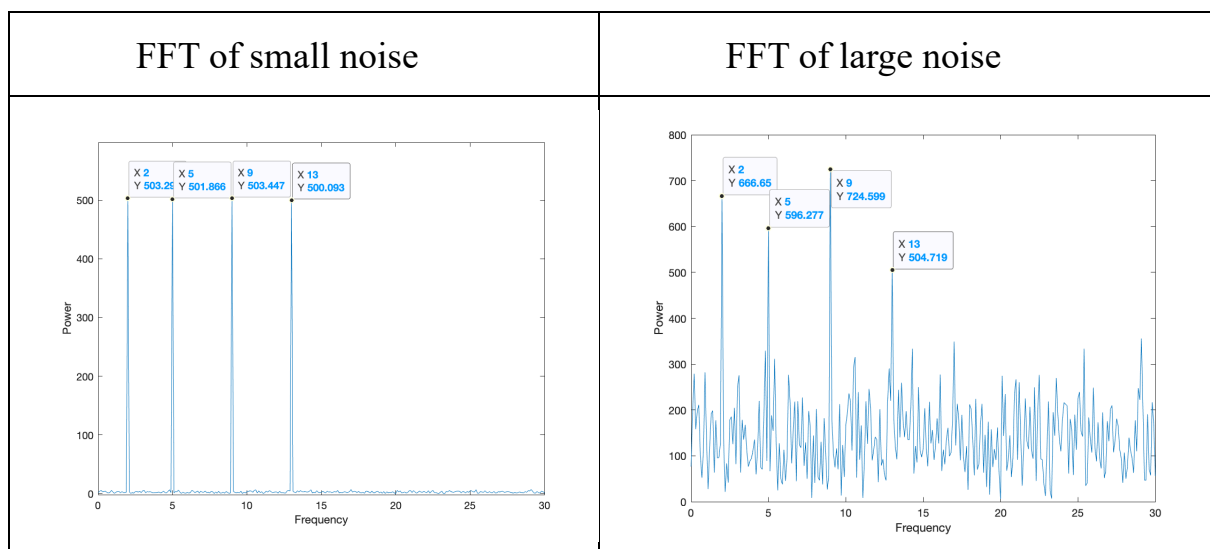 FFT of small noise
FFT of large noise
X 2
Y 503.29
X 5
Y 501.866
X 9
Y 503.447
X 13
Y 500.093
500
400
300
200
100
0
Power
0 5 10 15 20 25 30
Frequency
800
700
600
500
400
300
200
100
0
Power
X 2
Y 666.65
X 5
Y 596.277
X 9
Y 724.599
X 13
Y 504.719
0 5 10 15 20 25 30
Frequency